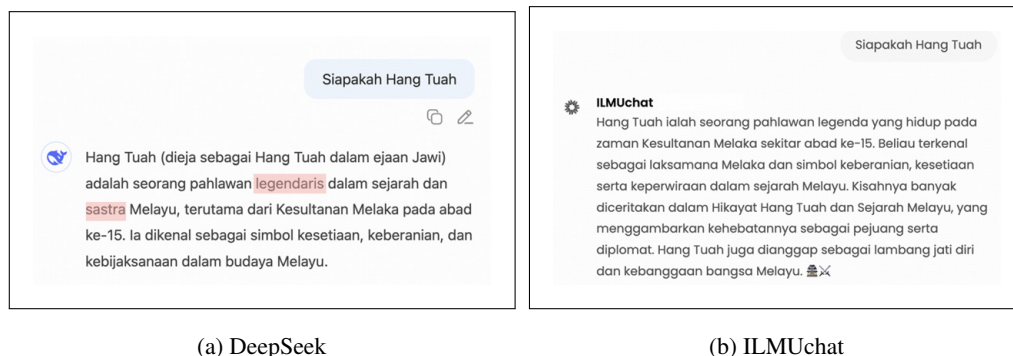 Siapakah Hang Tuah
Hang Tuah (dieja sebagai Hang Tuah dalam ejaan Jawi)
adalah seorang pahlawan legendaris dalam sejarah dan
sastra Melayu, terutama dari Kesultanan Melaka pada abad
ke-15. Ia dikenal sebagai simbol kesetiaan, keberanian, dan
kebijaksanaan dalam budaya Melayu.
(a) DeepSeek
Siapakah Hang Tuah
ILMUchat
Hang Tuah ialah seorang pahlawan legenda yang hidup pada
zaman Kesultanan Melaka sekitar abad ke-15. Beliau terkenal
sebagai laksamana Melaka dan simbol keberanian, kesetiaan
serta keperwiraan dalam sejarah Melayu. Kisahnya banyak
diceritakan dalam Hikayat Hang Tuah dan Sejarah Melayu, yang
menggambarkan kehebatannya sebagai pejuang serta
diplomat. Hang Tuah juga dianggap sebagai lambang jati diri
dan kebanggaan bangsa Melayu. 🏯⚔
(b) ILMUchat